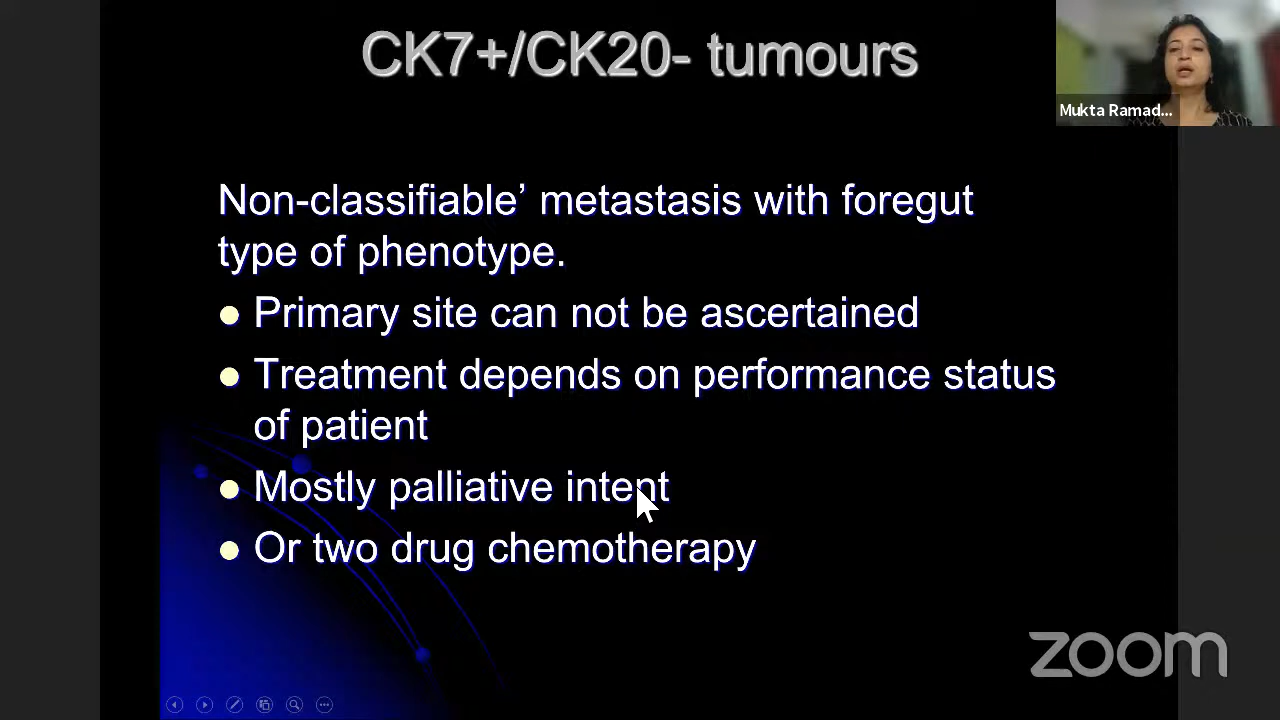 CK7+/CK20- tumours
Mukta Ramad...
Non-classifiable’ metastasis with foregut
type of phenotype.
Primary site can not be ascertained
Treatment depends on performance status
of patient
Mostly palliative intent
Or two drug chemotherapy
zoom